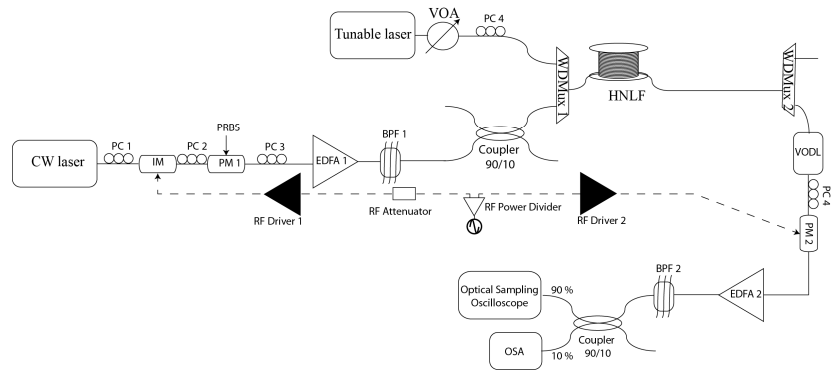 VOA
PC 4
Tunable laser
WDMux 1
HNLF
WDMux 2
PRBS
BPF 1
Coupler
90/10
VODL
PC 1
PC 2
PC 3
CW laser
IM
PM 1
EDFA 1
PC 4
RF Driver 1
RF Attenuator
RF Power Divider
RF Driver 2
PM 2
BPF 2
EDFA 2
Optical Sampling
Oscilloscope
90 %
Coupler
90/10
OSA
10 %